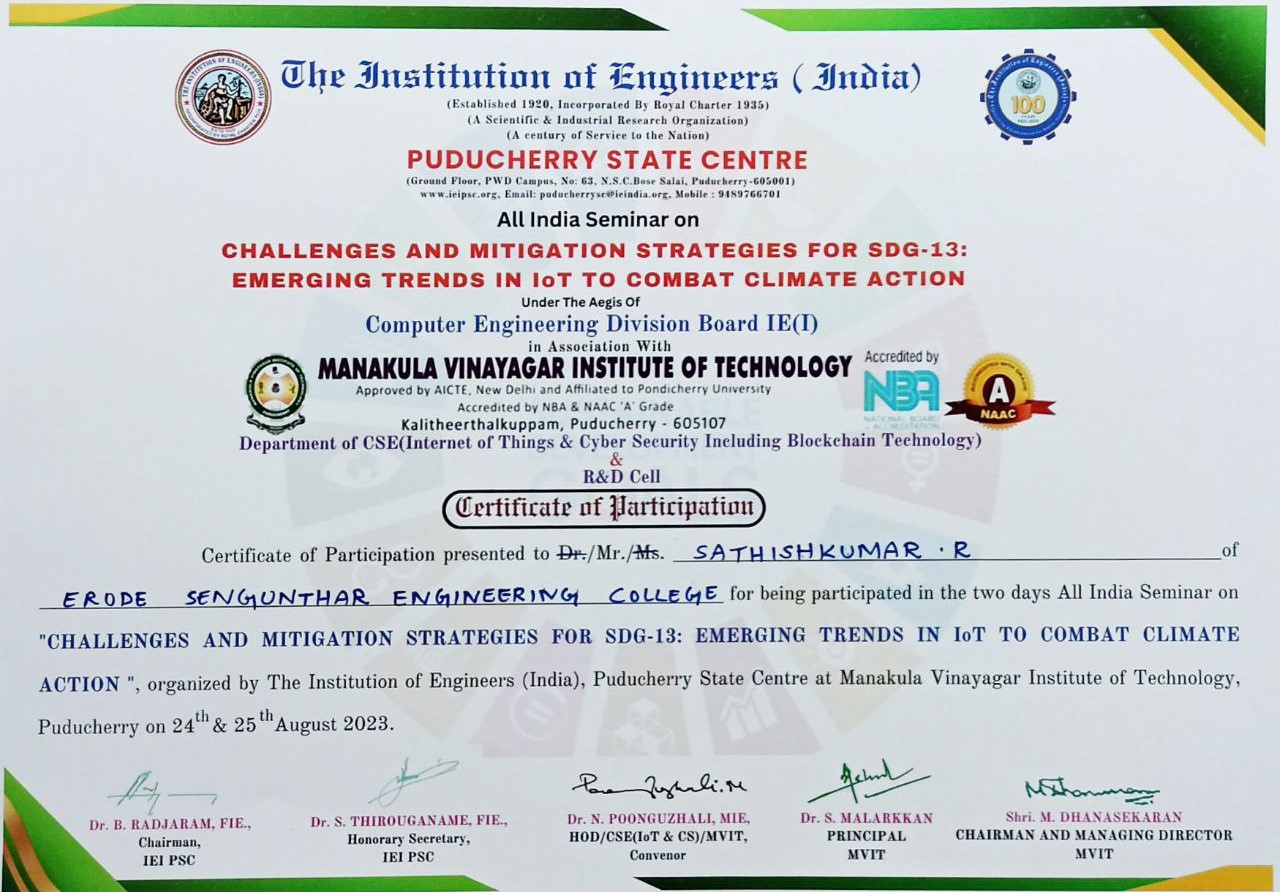 The Institution of Engineers ( India)
(Established 1920, Incorporated By Royal Charter 1935)
(A Scientific & Industrial Research Organization)
(A century of Service to the Nation)
100
PUDUCHERRY STATE CENTRE
(Ground Floor, PWD Campus, No: 63, N.S.C.Bose Salai, Puducherry-605001)
www.ieipsc.org, Email: puducherrysc@ieindia.org, Mobile : 9489766701
All India Seminar on
CHALLENGES AND MITIGATION STRATEGIES FOR SDG-13:
EMERGING TRENDS IN IoT TO COMBAT CLIMATE ACTION
Under The Aegis Of
Computer Engineering Division Board IE(I)
in Association With
MANAKULA VINAYAGAR INSTITUTE OF TECHNOLOGY
Approved by AICTE, New Delhi and Affiliated to Pondicherry University
Accredited by NBA & NAAC 'A' Grade
Kalitheerthalkuppam, Puducherry - 605107
Accredited by
NBA
NATIONAL BOARD
of ACCREDITATION
A
NAAC
Department of CSE(Internet of Things & Cyber Security Including Blockchain Technology)
&
R&D Cell
Certificate of Participation
Certificate of Participation presented to Dr./Mr./Ms. SATHISHKUMAR . R of
ERODE SENGUNTHAR ENGINEERING COLLEGE for being participated in the two days All India Seminar on
"CHALLENGES AND MITIGATION STRATEGIES FOR SDG-13: EMERGING TRENDS IN IoT TO COMBAT CLIMATE
ACTION ", organized by The Institution of Engineers (India), Puducherry State Centre at Manakula Vinayagar Institute of Technology,
Puducherry on 24th & 25th August 2023.
Dr. B. RADJARAM, FIE.,
Chairman,
IEI PSC
Dr. S. THIROUGANAME, FIE.,
Honorary Secretary,
IEI PSC
Dr. N. POONGUZHALI, MIE,
HOD/CSE(IoT & CS)/MVIT,
Convenor
Dr. S. MALARKKAN
PRINCIPAL
MVIT
Shri. M. DHANASEKARAN
CHAIRMAN AND MANAGING DIRECTOR
MVIT